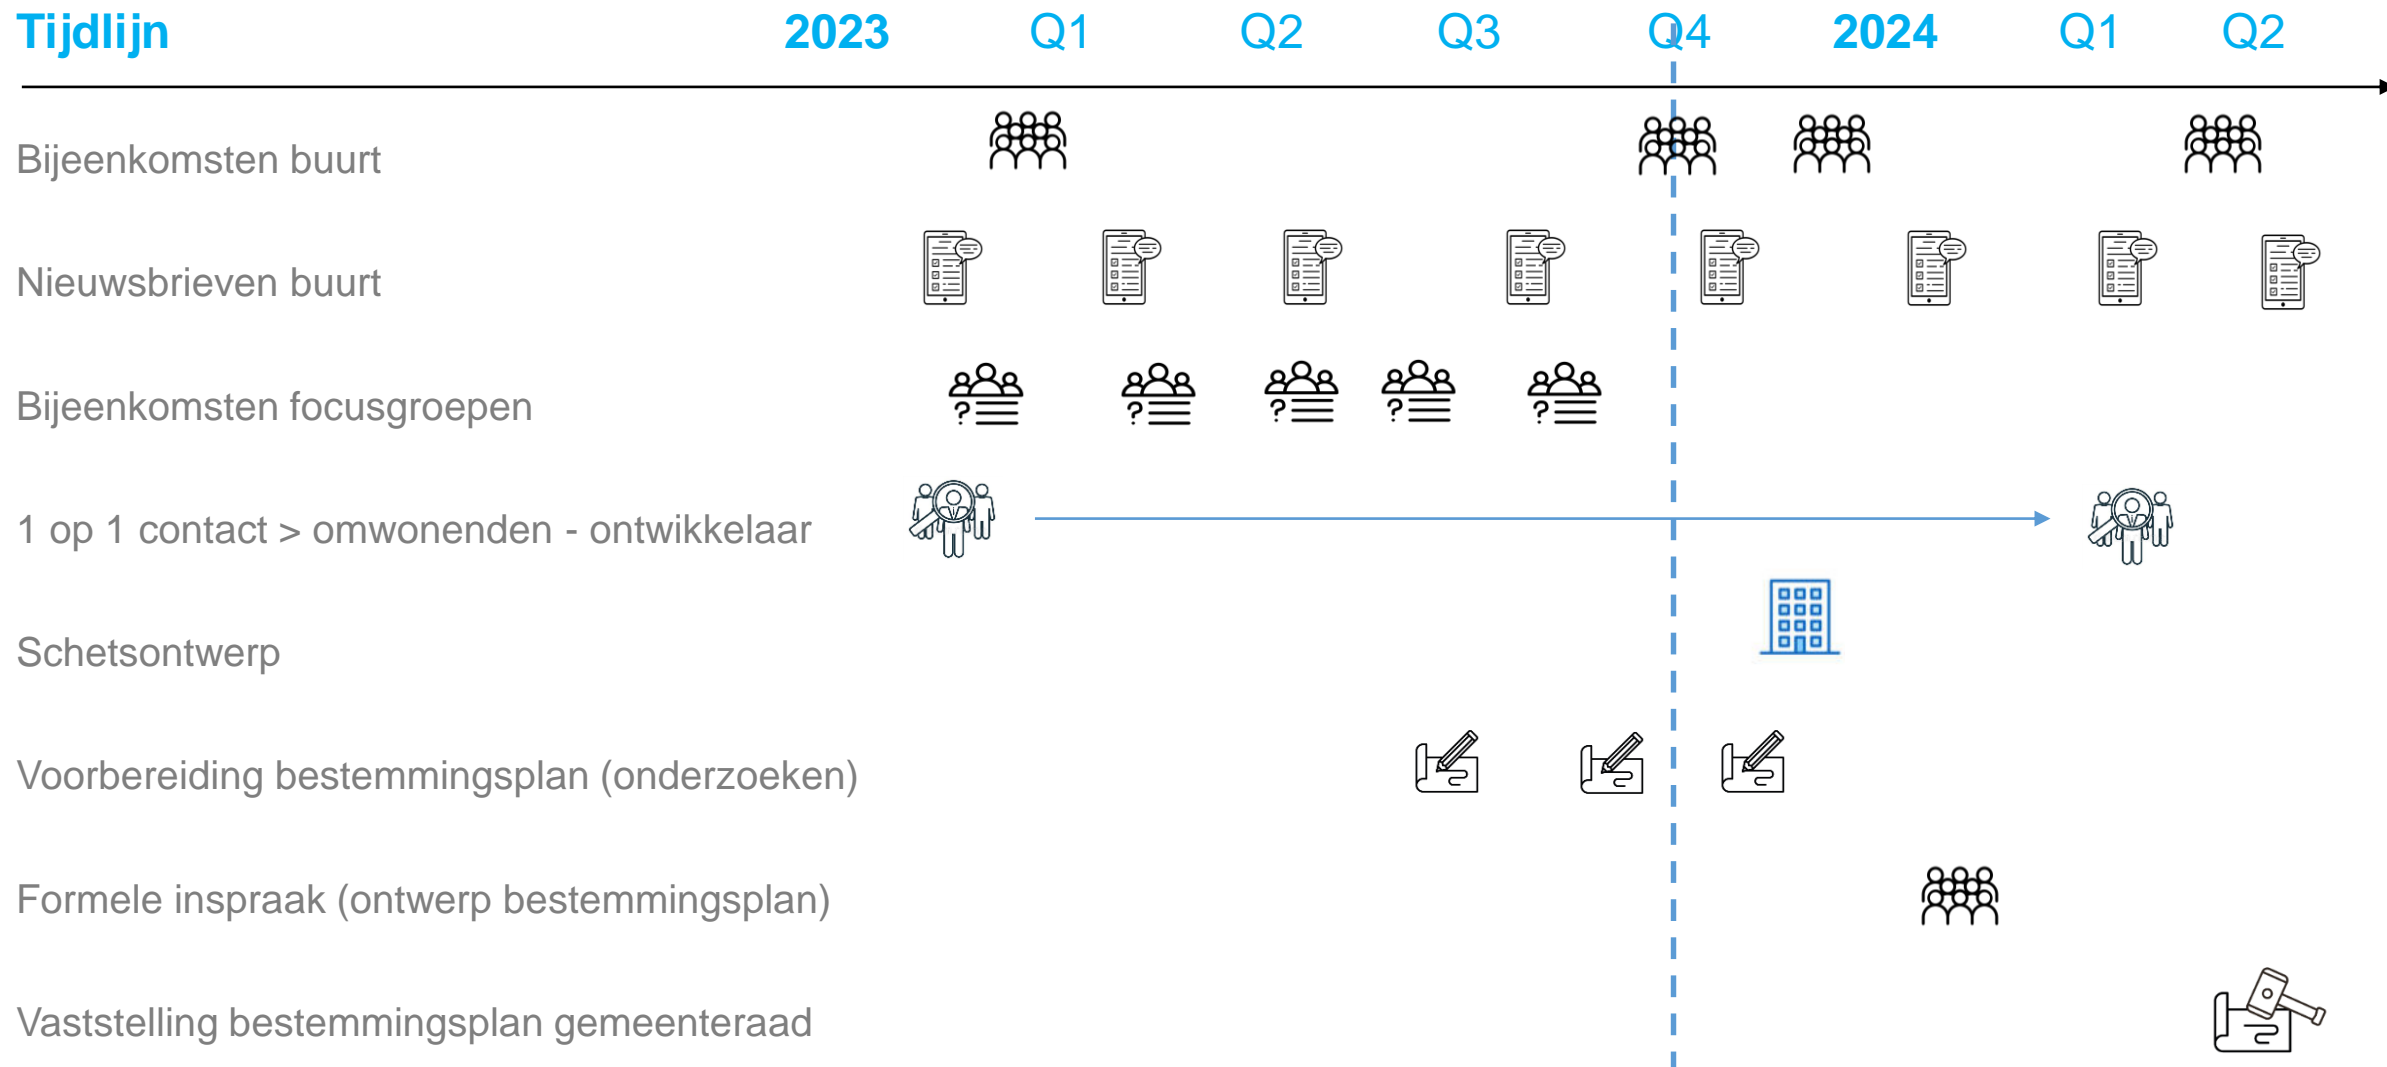 Tijdlijn 2023 Q1 Q2 Q3 Q4 2024 Q1 Q2
Bijeenkomsten buurt
Nieuwsbrieven buurt
Bijeenkomsten focusgroepen
? ? ? ? ?
1 op 1 contact > omwonenden - ontwikkelaar
Schetsontwerp
Voorbereiding bestemmingsplan (onderzoeken)
Formele inspraak (ontwerp bestemmingsplan)
Vaststelling bestemmingsplan gemeenteraad